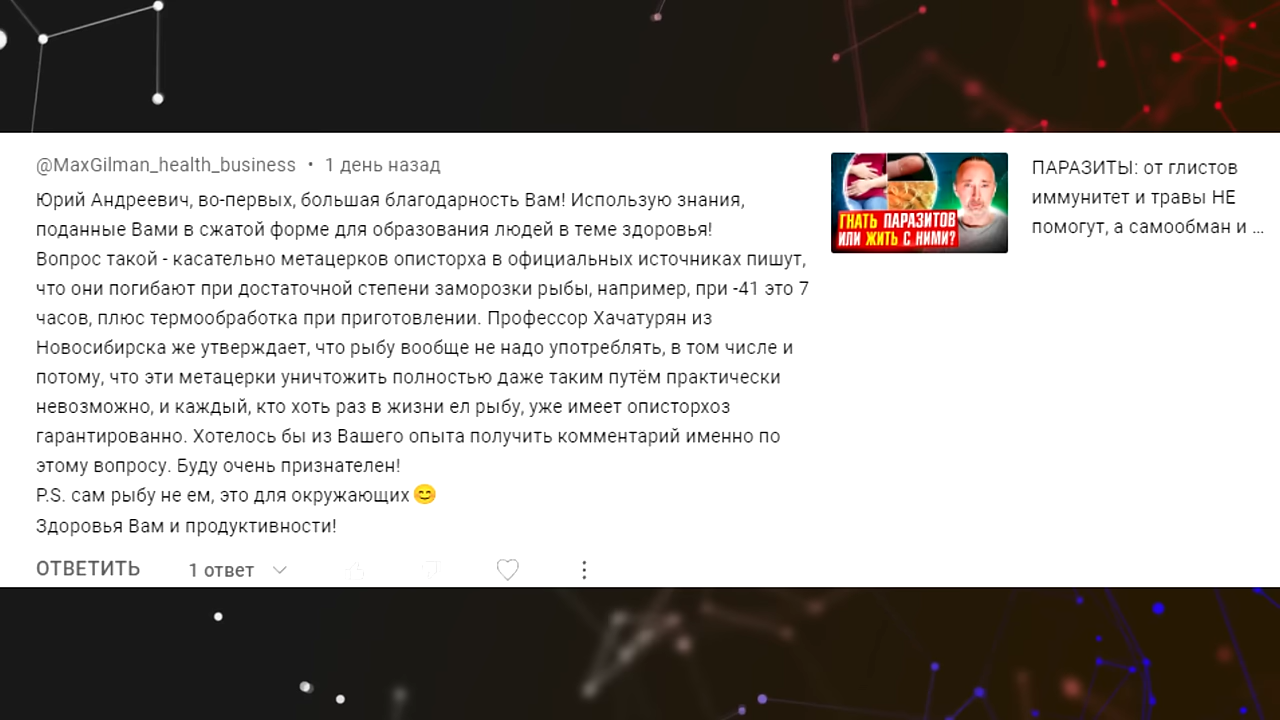 @MaxGilman_health_business • 1 день назад
Юрий Андреевич, во-первых, большая благодарность Вам! Использую знания,
поданные Вами в сжатой форме для образования людей в теме здоровья!
Вопрос такой - касательно метацерков описторха в официальных источниках пишут,
что они погибают при достаточной степени заморозки рыбы, например, при -41 это 7
часов, плюс термообработка при приготовлении. Профессор Хачатурян из
Новосибирска же утверждает, что рыбу вообще не надо употреблять, в том числе и
потому, что эти метацерки уничтожить полностью даже таким путём практически
невозможно, и каждый, кто хоть раз в жизни ел рыбу, уже имеет описторхоз
гарантированно. Хотелось бы из Вашего опыта получить комментарий именно по
этому вопросу. Буду очень признателен!
P.S. сам рыбу не ем, это для окружающих 😊
Здоровья Вам и продуктивности!
ОТВЕТИТЬ 1 ответ
ГНАТЬ ПАРАЗИТОВ
ИЛИ ЖИТЬ С НИМИ?
ПАРАЗИТЫ: от глистов
иммунитет и травы НЕ
помогут, а самообман и ...